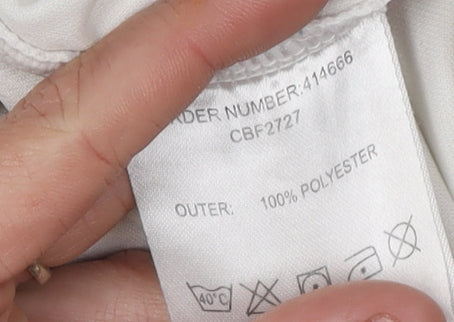 RDER NUMBER:414666
CBF2727
OUTER: 100% POLYESTER
40°C